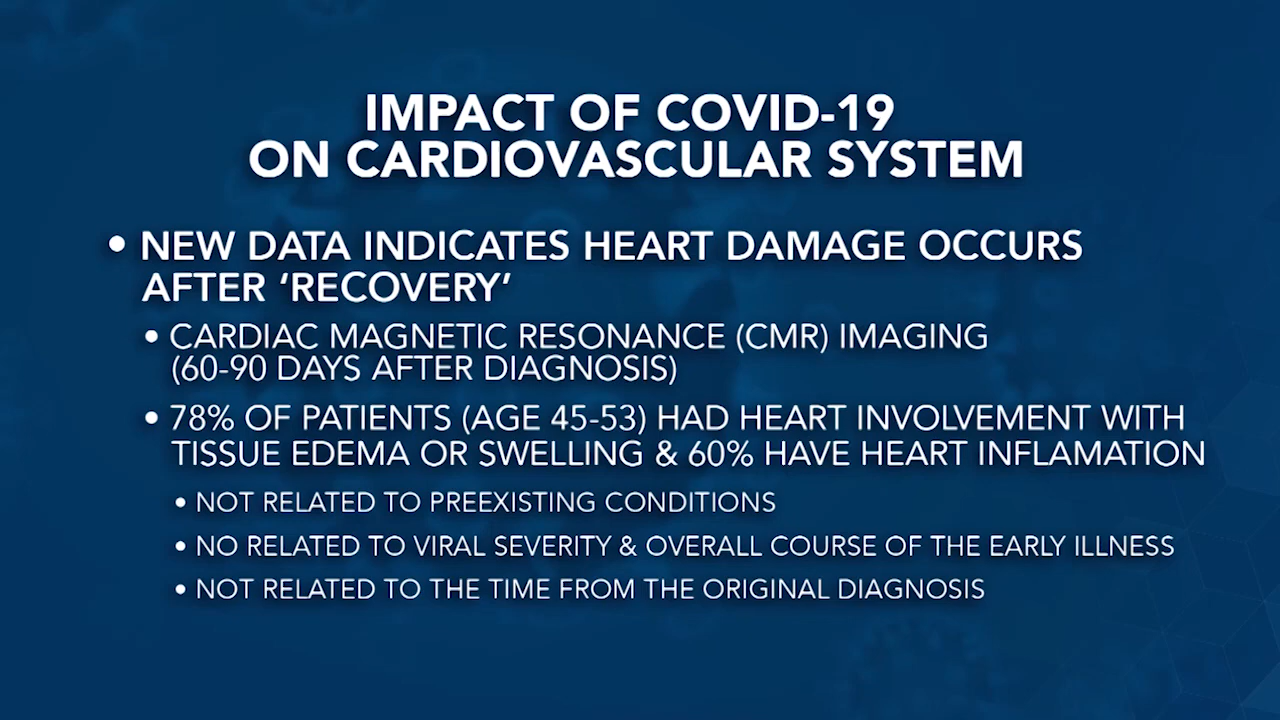 IMPACT OF COVID-19
ON CARDIOVASCULAR SYSTEM
• NEW DATA INDICATES HEART DAMAGE OCCURS
AFTER ‘RECOVERY’
• CARDIAC MAGNETIC RESONANCE (CMR) IMAGING
(60-90 DAYS AFTER DIAGNOSIS)
• 78% OF PATIENTS (AGE 45-53) HAD HEART INVOLVEMENT WITH
TISSUE EDEMA OR SWELLING & 60% HAVE HEART INFLAMATION
• NOT RELATED TO PREEXISTING CONDITIONS
• NO RELATED TO VIRAL SEVERITY & OVERALL COURSE OF THE EARLY ILLNESS
• NOT RELATED TO THE TIME FROM THE ORIGINAL DIAGNOSIS